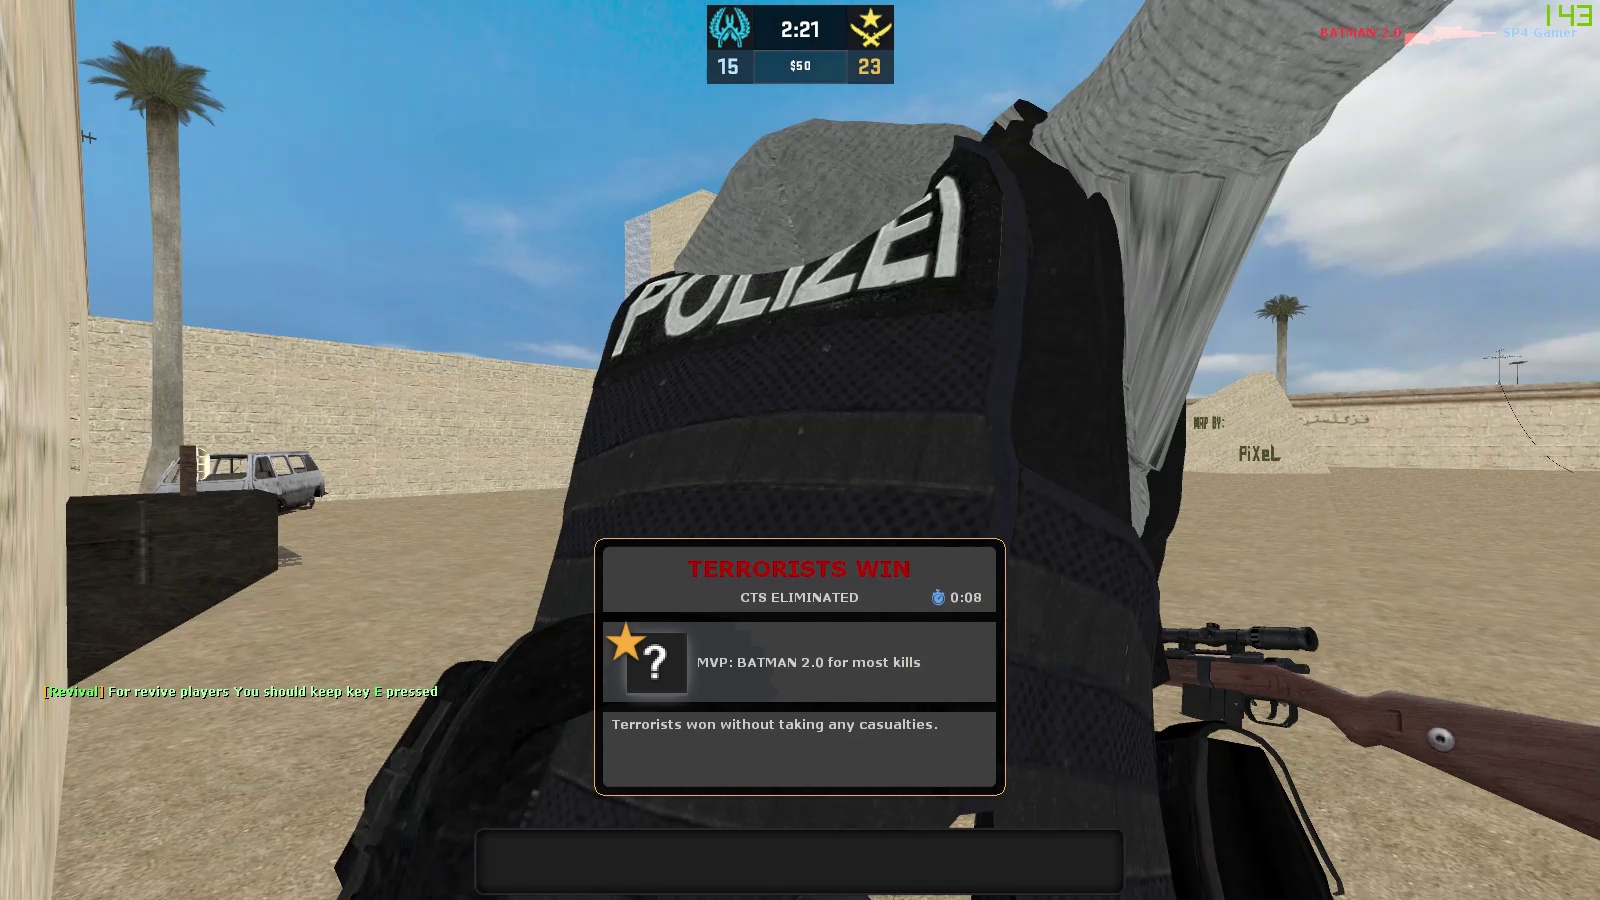 143
2:21
BATMAN 2.0 SP4 Gamer
15 $50 23
POLIZEI
MAP BY:
PiXeL
TERRORISTS WIN
CTS ELIMINATED 0:08
?
MVP: BATMAN 2.0 for most kills
[Revival] For revive players You should keep key E pressed
Terrorists won without taking any casualties.